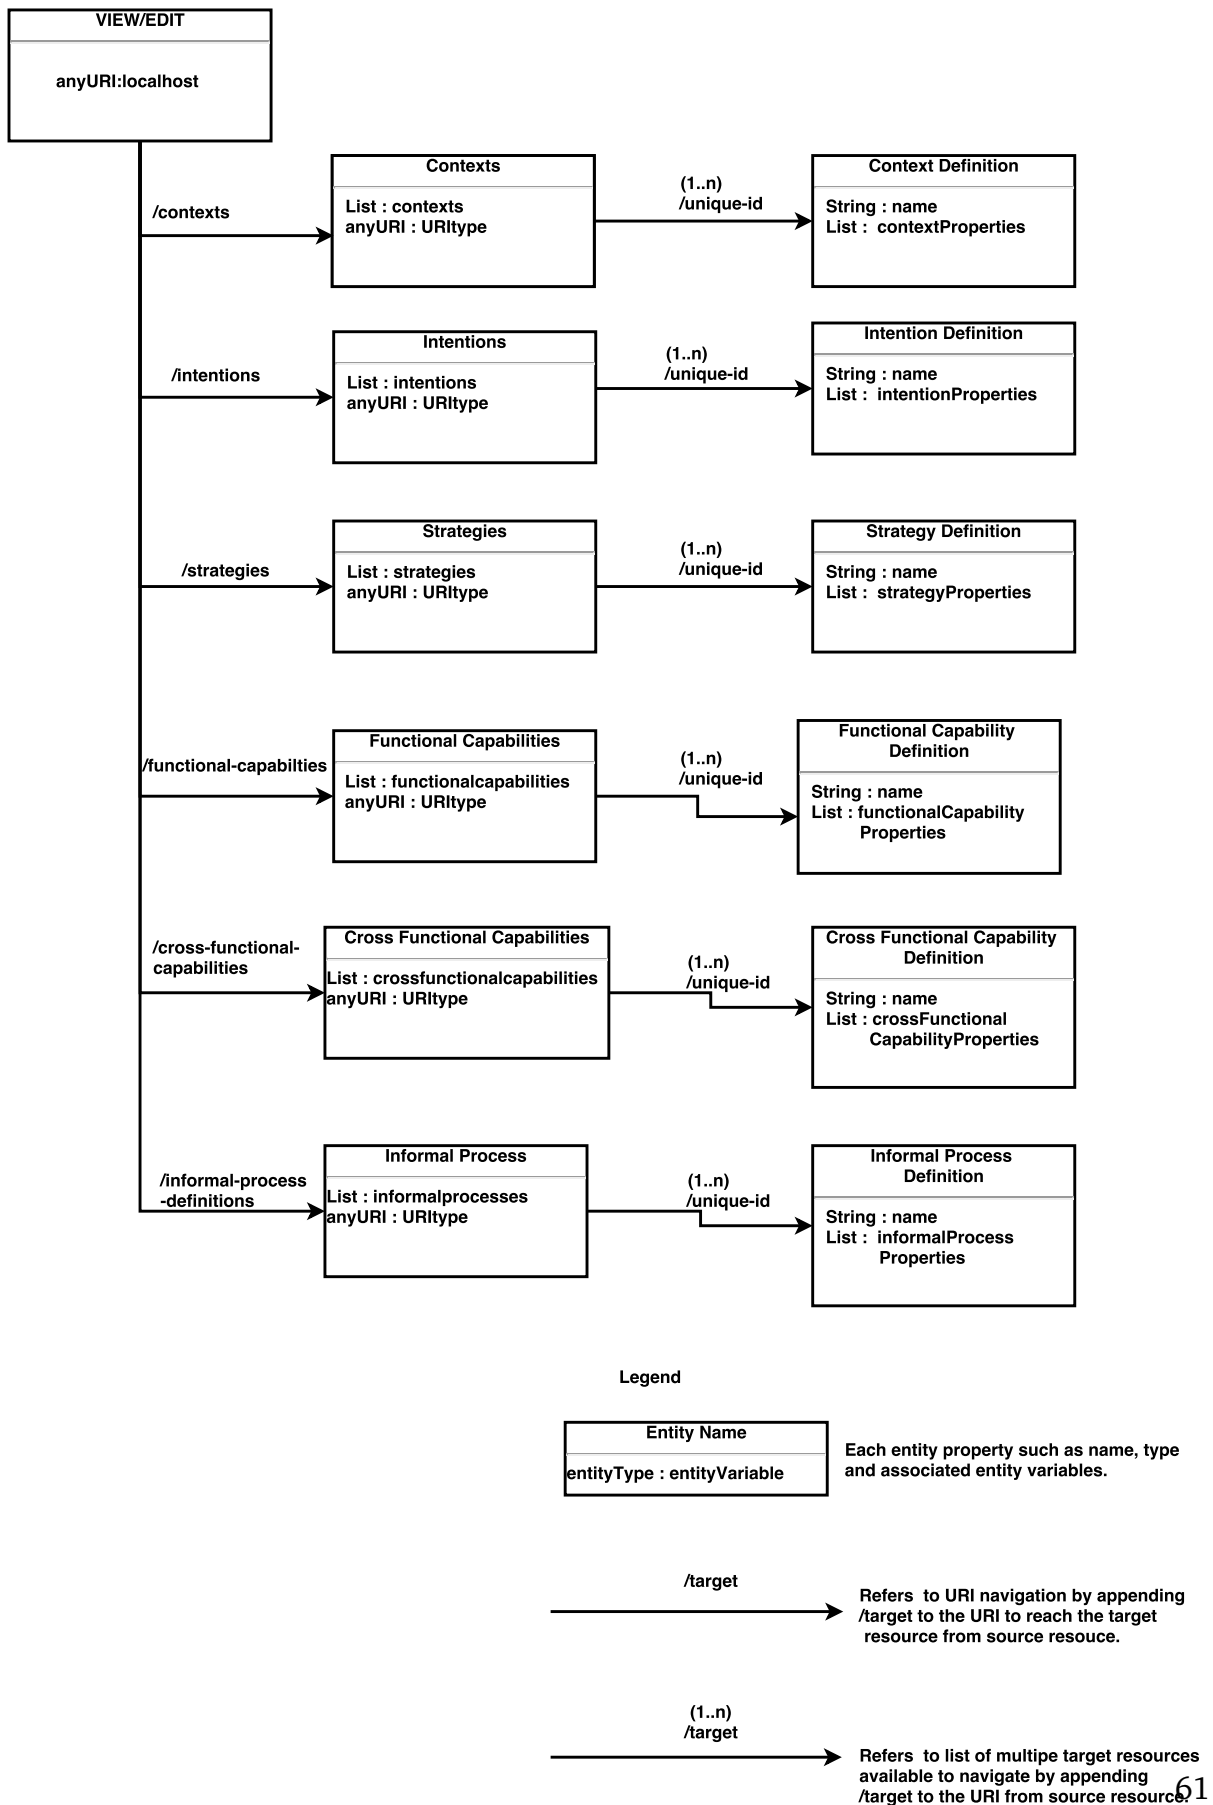 VIEW/EDIT
anyURI:localhost
/contexts
Contexts
List : contexts
anyURI : URItype
(1..n)
/unique-id
Context Definition
String : name
List :  contextProperties
/intentions
Intentions
List : intentions
anyURI : URItype
(1..n)
/unique-id
Intention Definition
String : name
List :  intentionProperties
/strategies
Strategies
List : strategies
anyURI : URItype
(1..n)
/unique-id
Strategy Definition
String : name
List :  strategyProperties
/functional-capabilties
Functional Capabilities
List : functionalcapabilities
anyURI : URItype
(1..n)
/unique-id
Functional Capability
Definition
String : name
List : functionalCapability
Properties
/cross-functional-
capabilities
Cross Functional Capabilities
List : crossfunctionalcapabilities
anyURI : URItype
(1..n)
/unique-id
Cross Functional Capability
Definition
String : name
List : crossFunctional
CapabilityProperties
/informal-process
-definitions
Informal Process
List : informalprocesses
anyURI : URItype
(1..n)
/unique-id
Informal Process
Definition
String : name
List :  informalProcess
Properties
Legend
Entity Name
entityType : entityVariable
Each entity property such as name, type
and associated entity variables.
/target
Refers  to URI navigation by appending
/target to the URI to reach the target
resource from source resouce.
(1..n)
/target
Refers  to list of multipe target resources
available to navigate by appending
/target to the URI from source resource.
61